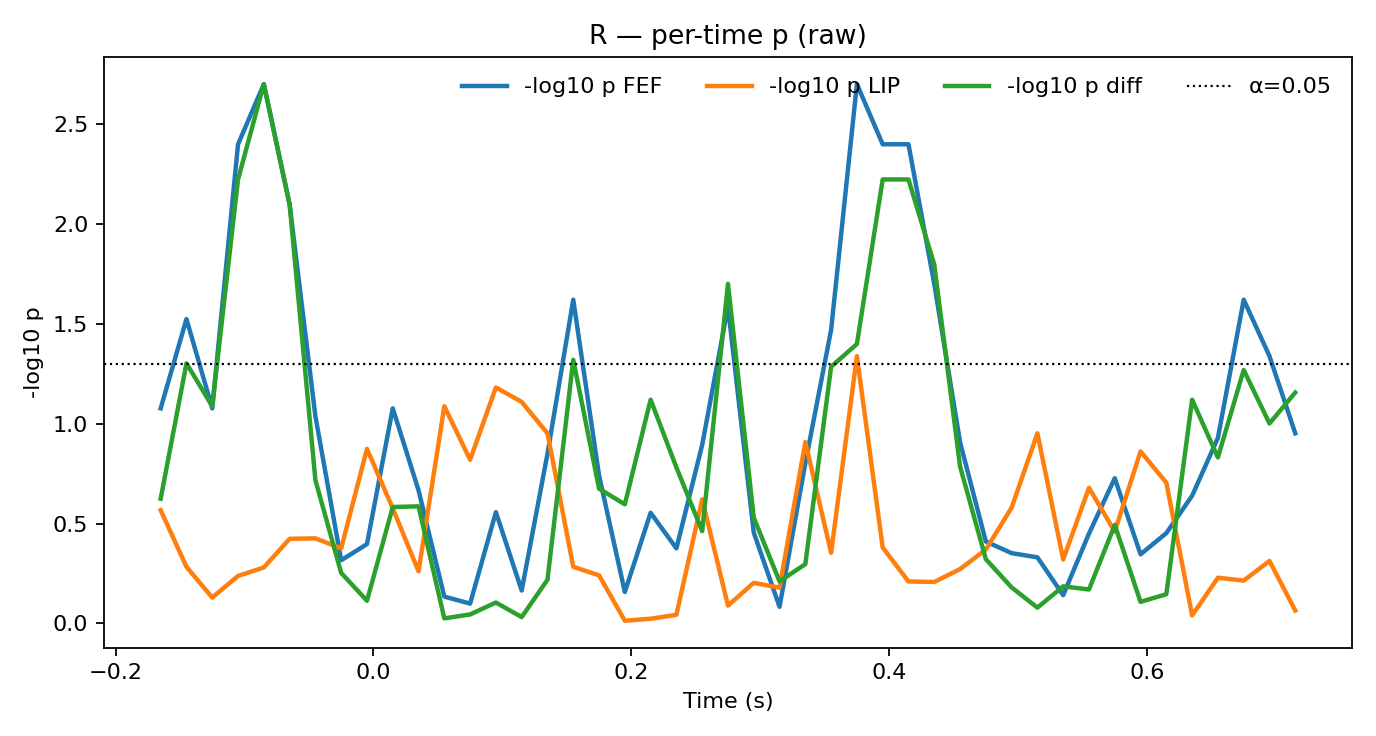 R — per-time p (raw)
-log10 p FEF -log10 p LIP -log10 p diff α=0.05
-log10 p
2.5
2.0
1.5
1.0
0.5
0.0
−0.2 0.0 0.2 0.4 0.6
Time (s)